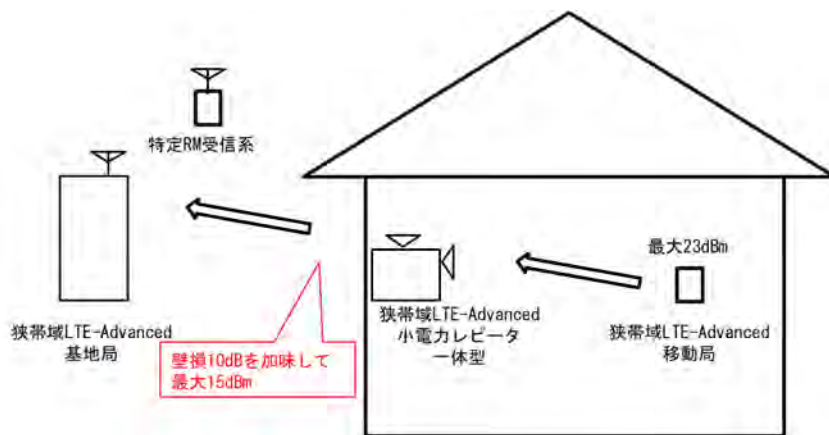 特定RM受信系
最大23dBm
狭帯域LTE-Advanced
基地局
壁損10dBを加味して
最大15dBm
狭帯域LTE-Advanced
小電力レピータ
一体型
狭帯域LTE-Advanced
移動局